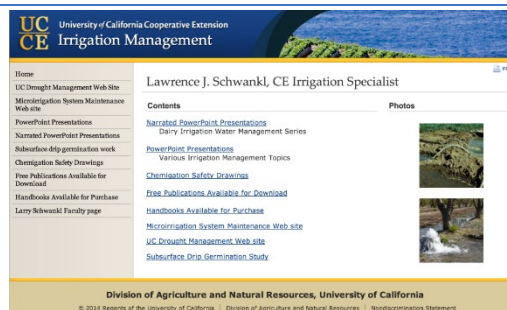 UC
CE
University of California Cooperative Extension
Irrigation Management
Home
UC Drought Management Web Site
Microirrigation System Maintenance
Web site
PowerPoint Presentations
Narrated PowerPoint Presentations
Subsurface drip germination work
Chemigation Safety Drawings
Free Publications Available for
Download
Handbooks Available for Purchase
Larry Schwankl Faculty page
Lawrence J. Schwankl, CE Irrigation Specialist
Contents
Photos
Narrated PowerPoint Presentations
Dairy Irrigation Water Management Series
PowerPoint Presentations
Various Irrigation Management Topics
Chemigation Safety Drawings
Free Publications Available for Download
Handbooks Available for Purchase
Microirrigation System Maintenance Web site
UC Drought Management Web site
Subsurface Drip Germination Study
Division of Agriculture and Natural Resources, University of California
© 2014 Regents of the University of California | Division of Agriculture and Natural Resources | Nondiscrimination Statement